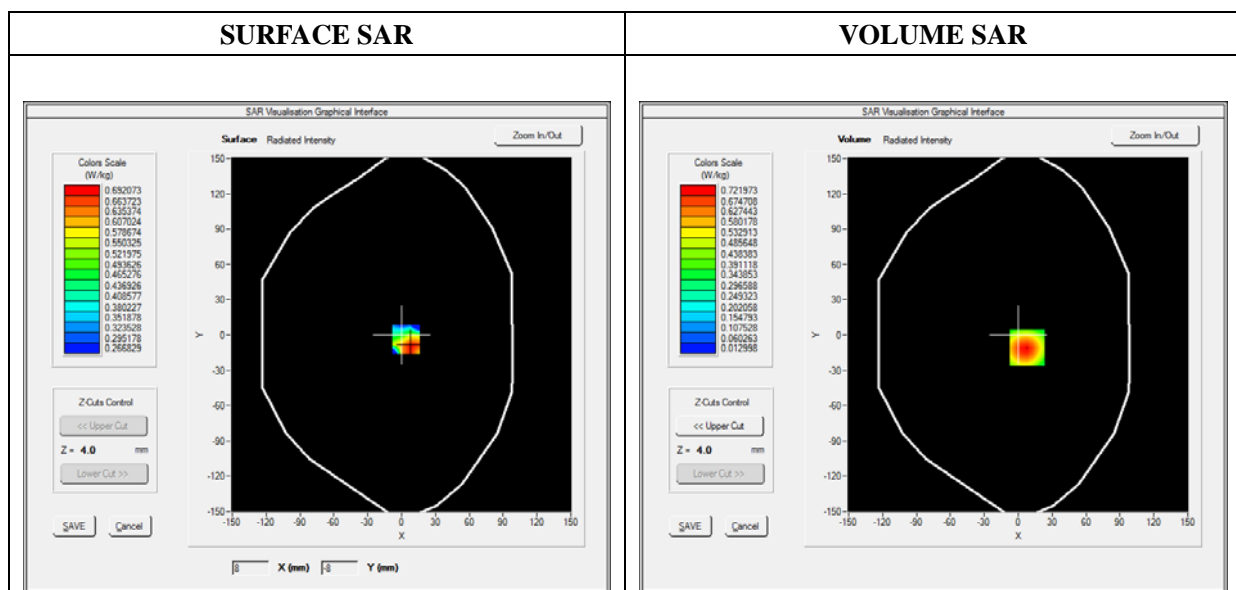 SURFACE SAR
VOLUME SAR
SAR Visualisation Graphical Interface
Surface Radiated Intensity
Zoom In/Out
Colors Scale
(W/kg)
0.692073
0.663723
0.635374
0.607024
0.578674
0.550325
0.521975
0.493626
0.465276
0.436926
0.408577
0.380227
0.351878
0.323528
0.295178
0.266829
Z-Cuts Control
<< Upper Cut
Z = 4.0 mm
Lower Cut >>
SAVE Cancel
150
120
90
60
30
0
-30
-60
-90
-120
-150
Y
-150 -120 -90 -60 -30 0 30 60 90 120 150
X
8 X (mm) -8 Y (mm)
SAR Visualisation Graphical Interface
Volume Radiated Intensity
Zoom In/Out
Colors Scale
(W/kg)
0.721973
0.674708
0.627443
0.580178
0.532913
0.485648
0.438383
0.391118
0.343853
0.296588
0.249323
0.202058
0.154793
0.107528
0.060263
0.012998
Z-Cuts Control
<< Upper Cut
Z = 4.0 mm
Lower Cut >>
SAVE Cancel
150
120
90
60
30
0
-30
-60
-90
-120
-150
Y
-150 -120 -90 -60 -30 0 30 60 90 120 150
X